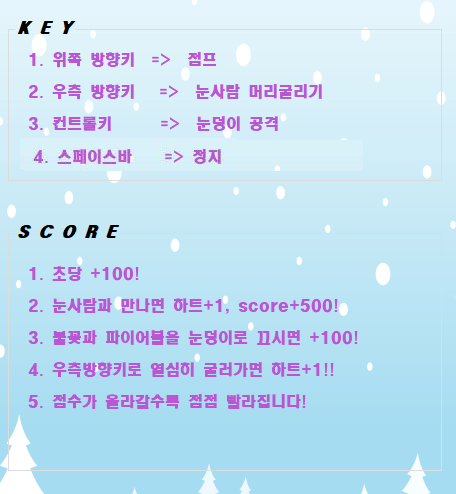 KEY
1. 위쪽 방향키 => 점프
2. 우측 방향키 => 눈사람 머리굴리기
3. 컨트롤키 => 눈덩이 공격
4. 스페이스바 => 정지
SCORE
1. 초당 +100!
2. 눈사람과 만나면 하트+1, score+500!
3. 불꽃과 파이어볼을 눈덩이로 끄시면 +100!
4. 우측방향키로 열심히 굴러가면 하트+1!!
5. 점수가 올라갈수록 점점 빨라집니다!